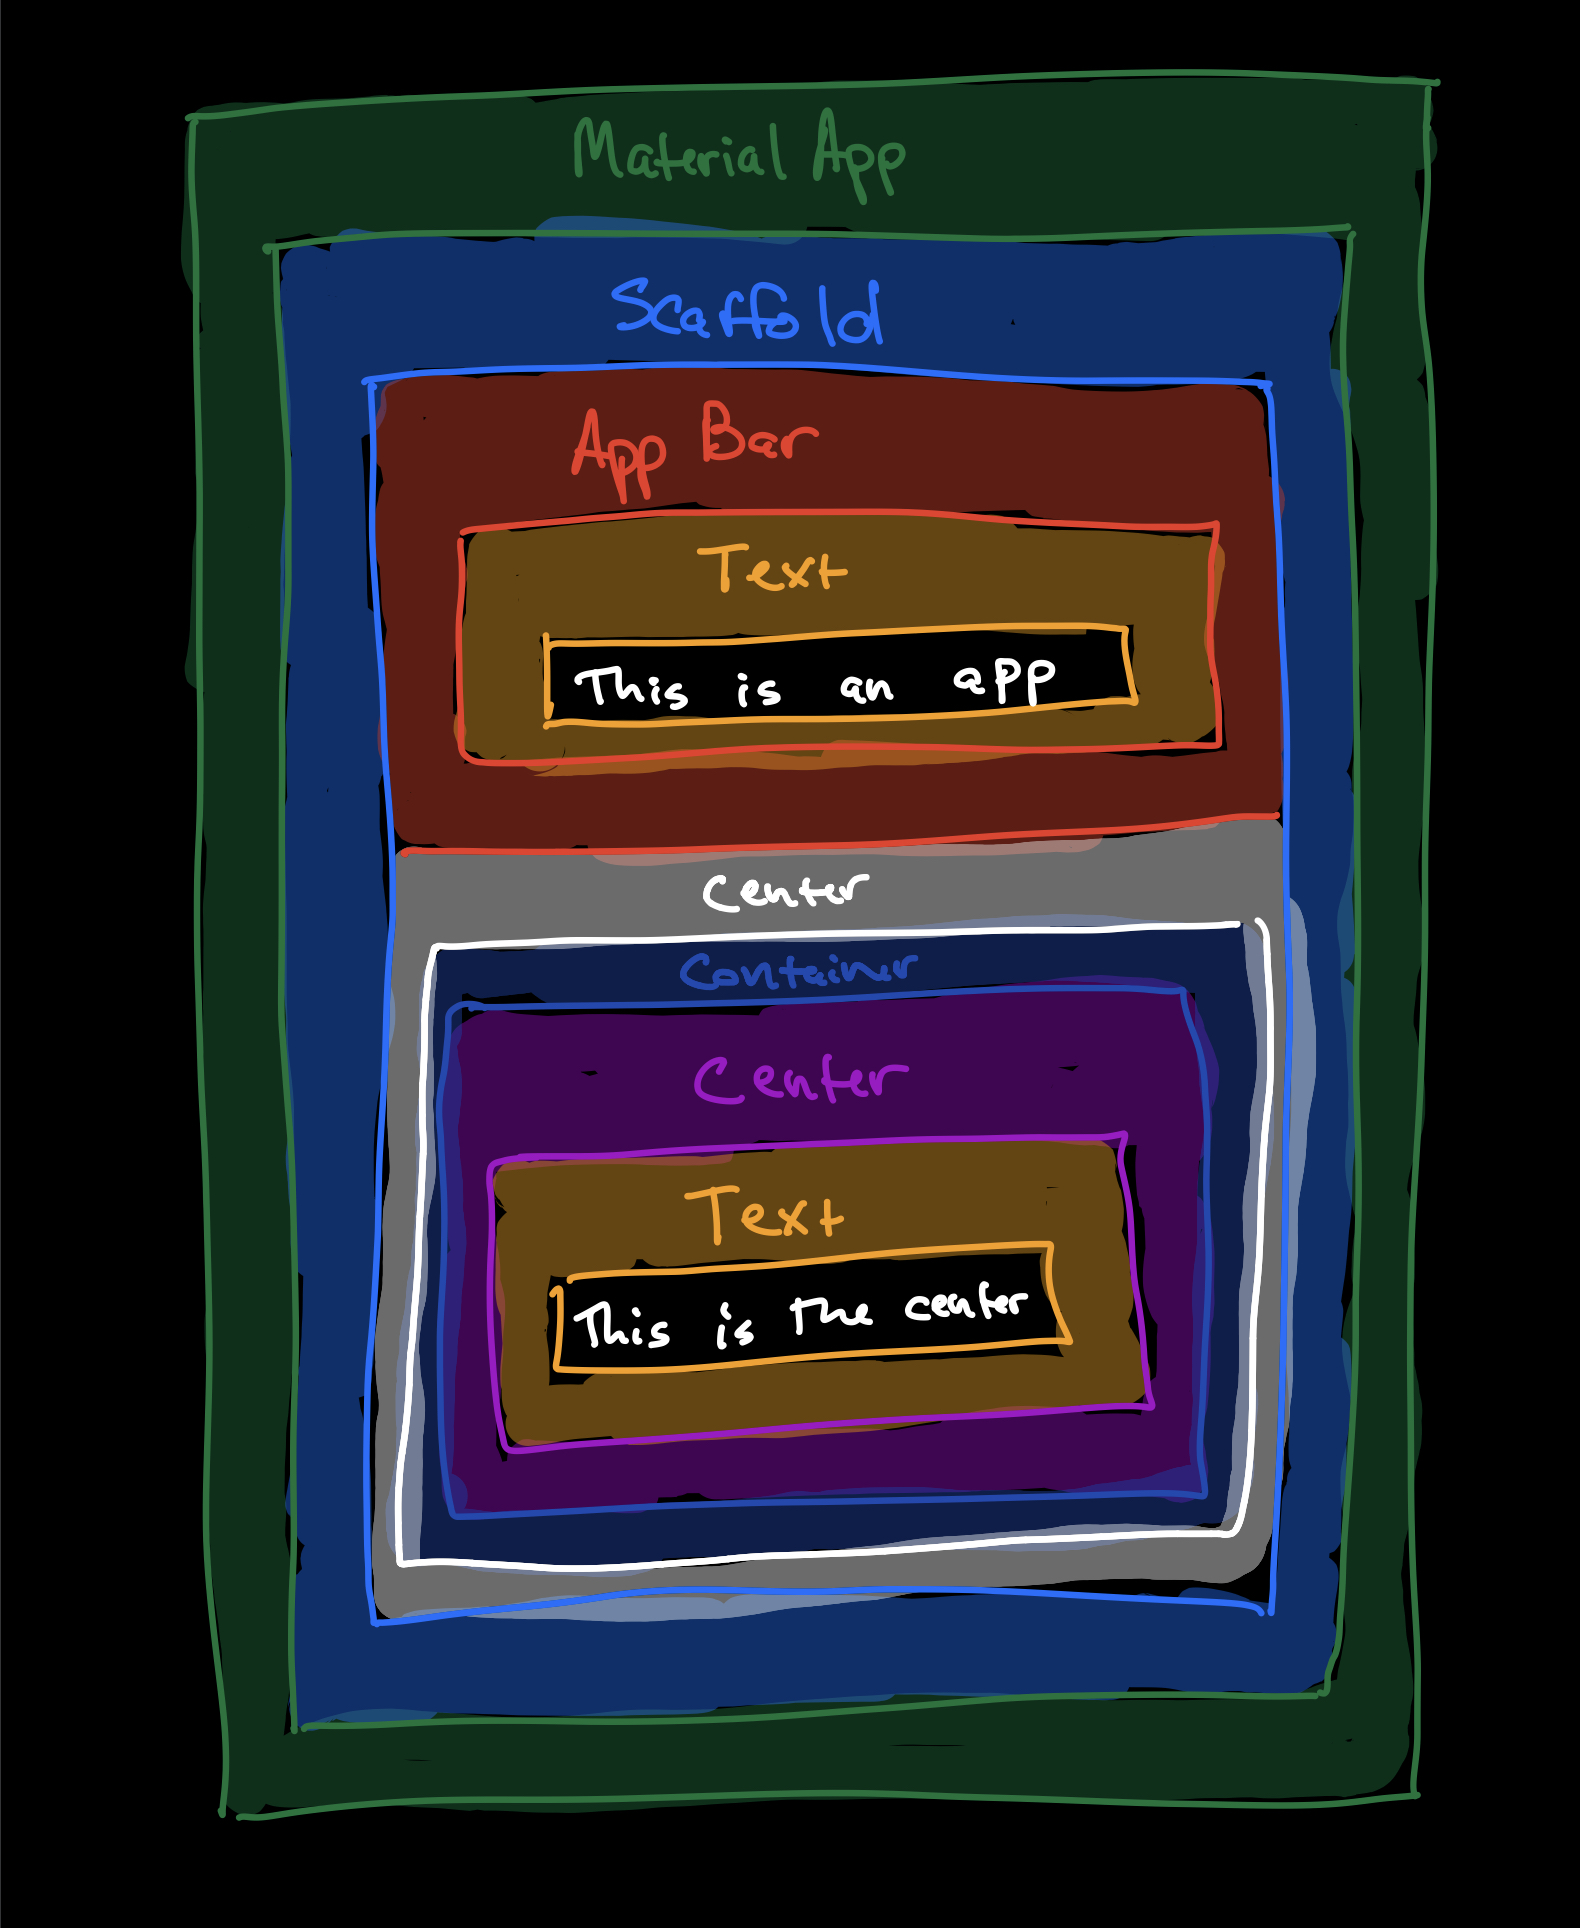 Material App
Scaffold
App Bar
Text
This is an app
Center
Container
Center
Text
This is the center